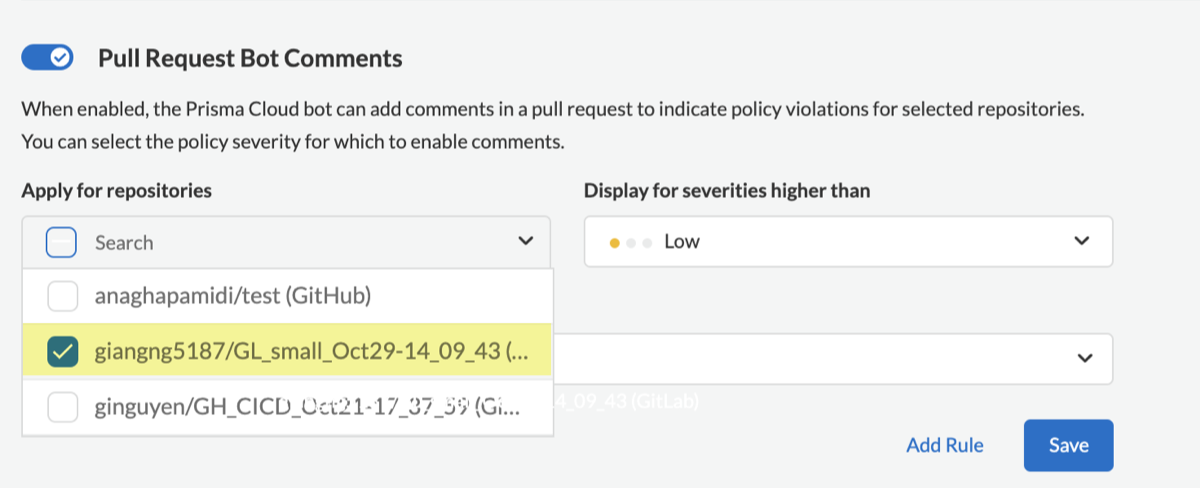 Pull Request Bot Comments
When enabled, the Prisma Cloud bot can add comments in a pull request to indicate policy violations for selected repositories.
You can select the policy severity for which to enable comments.
Apply for repositories
Display for severities higher than
Search
Low
anaghapamidi/test (GitHub)
giangng5187/GL_small_Oct29-14_09_43 (...
ginguyen/GH_CICD_Oct21-17_37_59 (Gi...
14_09_43 (GitLab)
Add Rule
Save